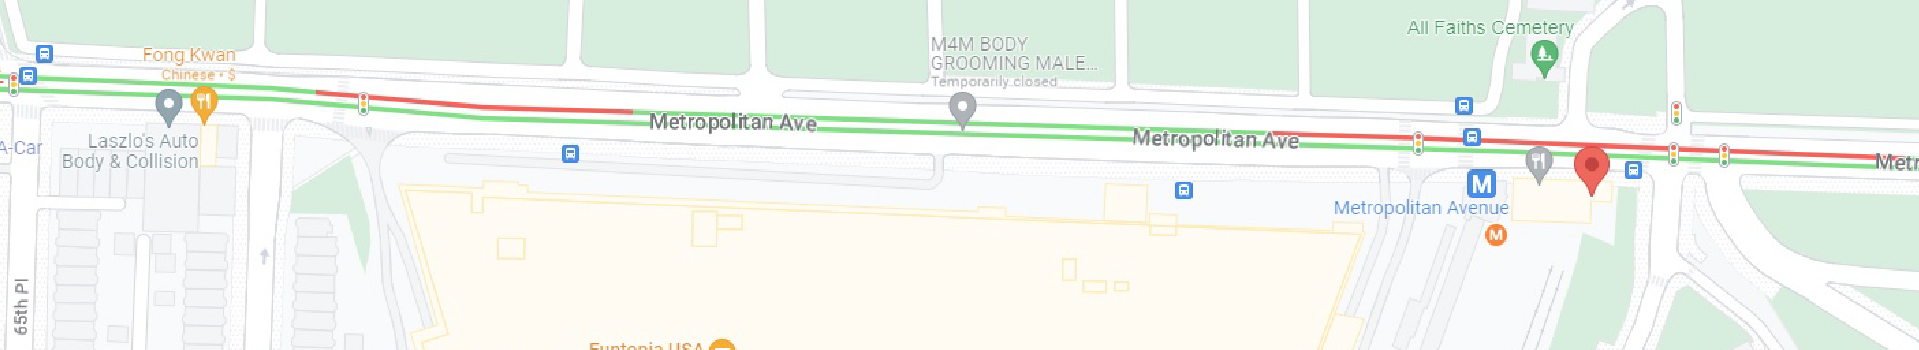 All Faiths Cemetery
M4M BODY
GROOMING MALE...
Temporarily closed
Fong Kwan
Chinese • $
Metropolitan Ave
Metropolitan Ave
Laszlo's Auto
Body & Collision
A-Car
Metr
M
Metropolitan Avenue
M
65th Pl
Funtopia USA